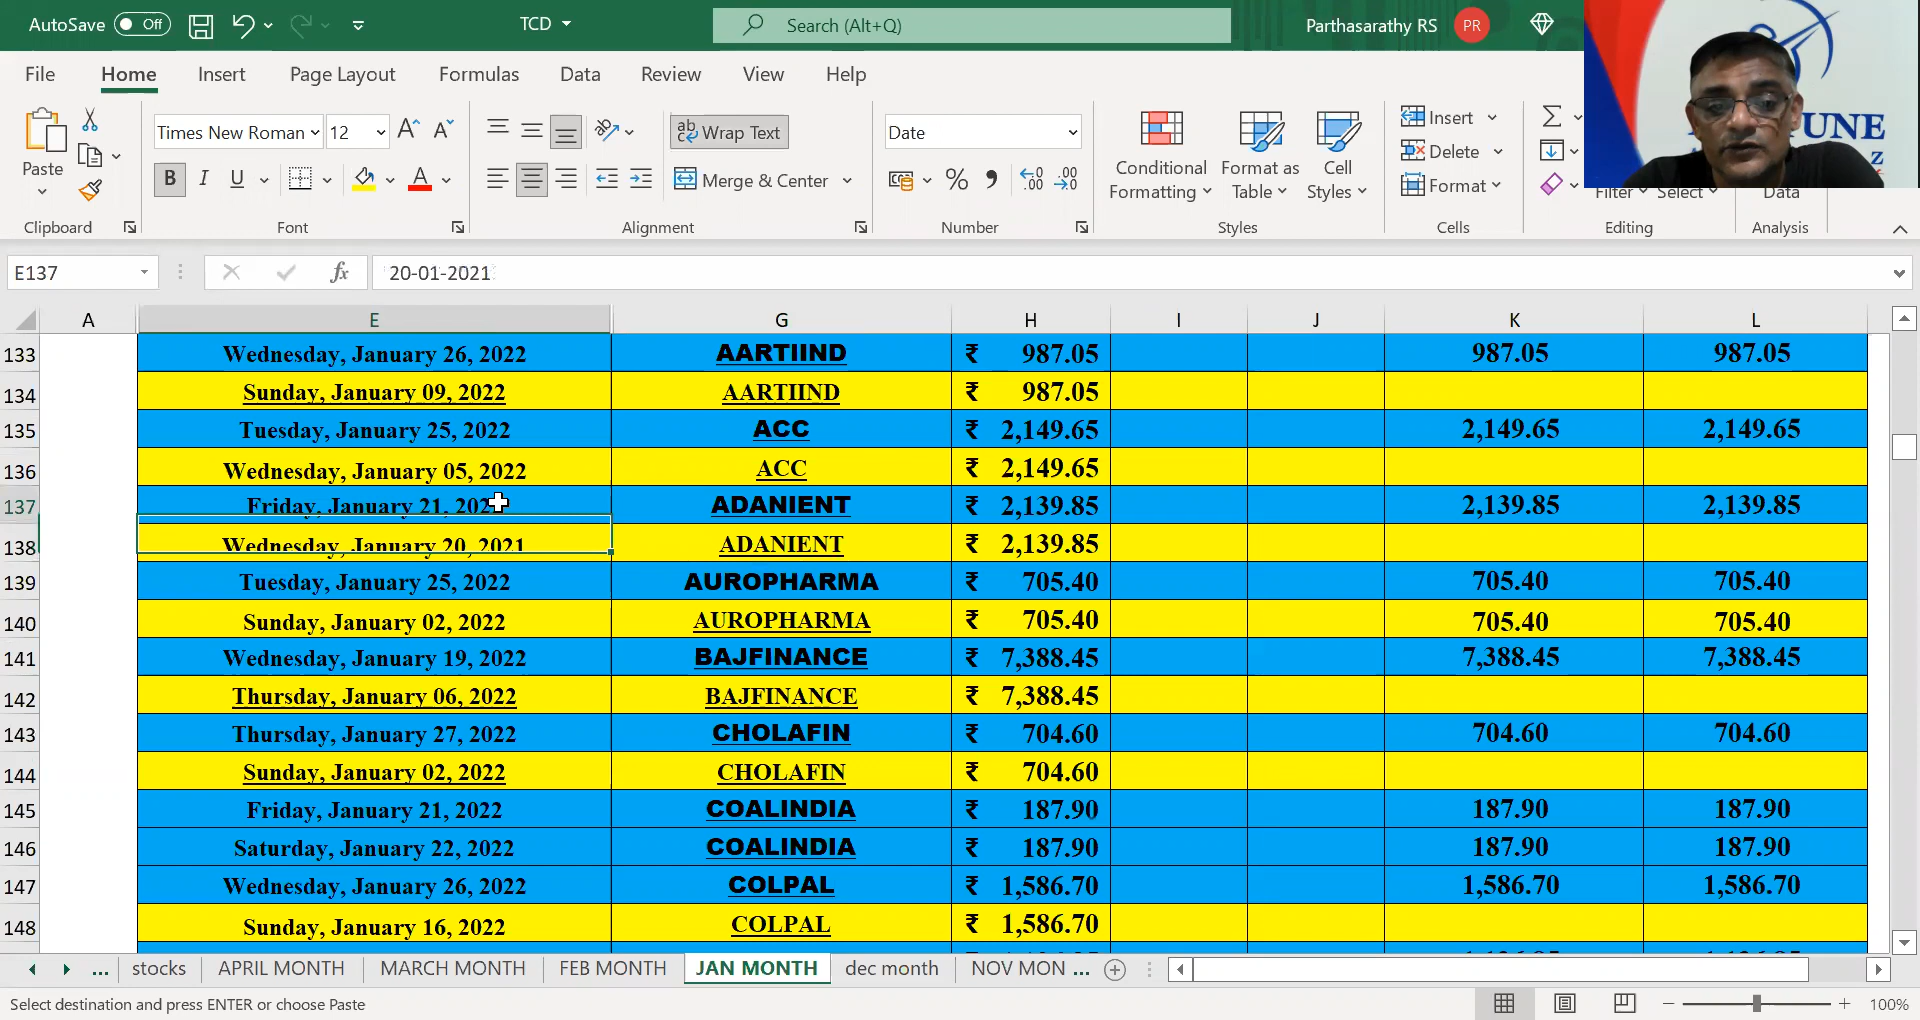 AutoSave Off TCD Search (Alt+Q) Parthasarathy RS PR
File Home Insert Page Layout Formulas Data Review View Help
UNE
Z
Paste
Times New Roman 12
B I U
Wrap Text
Merge & Center
Date
Conditional Formatting
Format as Table
Cell Styles
Insert
Delete
Format
Filter Select Data
Clipboard Font Alignment Number Styles Cells Editing Analysis
E137 fx 20-01-2021
A E G H I J K L
133 Wednesday, January 26, 2022 AARTIIND ₹ 987.05 987.05 987.05
134 Sunday, January 09, 2022 AARTIIND ₹ 987.05
135 Tuesday, January 25, 2022 ACC ₹ 2,149.65 2,149.65 2,149.65
136 Wednesday, January 05, 2022 ACC ₹ 2,149.65
137 Friday, January 21, 202 ADANIENT ₹ 2,139.85 2,139.85 2,139.85
138 Wednesday, January 20, 2021 ADANIENT ₹ 2,139.85
139 Tuesday, January 25, 2022 AUROPHARMA ₹ 705.40 705.40 705.40
140 Sunday, January 02, 2022 AUROPHARMA ₹ 705.40 705.40 705.40
141 Wednesday, January 19, 2022 BAJFINANCE ₹ 7,388.45 7,388.45 7,388.45
142 Thursday, January 06, 2022 BAJFINANCE ₹ 7,388.45
143 Thursday, January 27, 2022 CHOLAFIN ₹ 704.60 704.60 704.60
144 Sunday, January 02, 2022 CHOLAFIN ₹ 704.60
145 Friday, January 21, 2022 COALINDIA ₹ 187.90 187.90 187.90
146 Saturday, January 22, 2022 COALINDIA ₹ 187.90 187.90 187.90
147 Wednesday, January 26, 2022 COLPAL ₹ 1,586.70 1,586.70 1,586.70
148 Sunday, January 16, 2022 COLPAL ₹ 1,586.70
... stocks APRIL MONTH MARCH MONTH FEB MONTH JAN MONTH dec month NOV MON ...
Select destination and press ENTER or choose Paste 100%